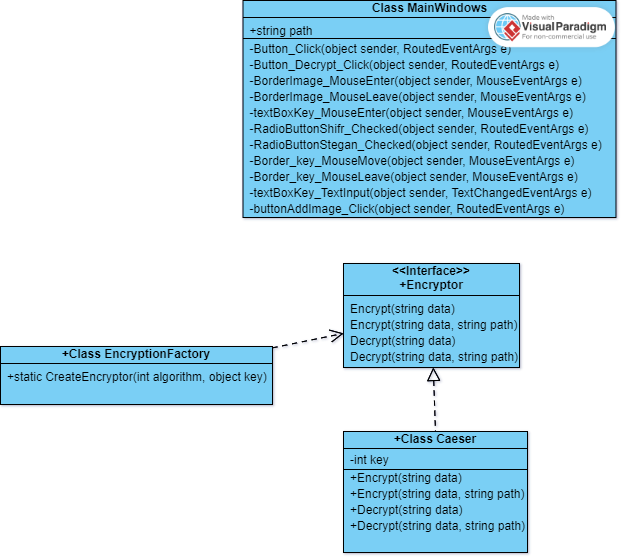 Class MainWindows
Made with
VisualParadigm
For non-commercial use
+string path
-Button_Click(object sender, RoutedEventArgs e)
-Button_Decrypt_Click(object sender, RoutedEventArgs e)
-BorderImage_MouseEnter(object sender, MouseEventArgs e)
-BorderImage_MouseLeave(object sender, MouseEventArgs e)
-textBoxKey_MouseEnter(object sender, MouseEventArgs e)
-RadioButtonShifr_Checked(object sender, RoutedEventArgs e)
-RadioButtonStegan_Checked(object sender, RoutedEventArgs e)
-Border_key_MouseMove(object sender, MouseEventArgs e)
-Border_key_MouseLeave(object sender, MouseEventArgs e)
-textBoxKey_TextInput(object sender, TextChangedEventArgs e)
-buttonAddImage_Click(object sender, RoutedEventArgs e)
<<Interface>>
+Encryptor
Encrypt(string data)
Encrypt(string data, string path)
Decrypt(string data)
Decrypt(string data, string path)
+Class EncryptionFactory
+static CreateEncryptor(int algorithm, object key)
+Class Caeser
-int key
+Encrypt(string data)
+Encrypt(string data, string path)
+Decrypt(string data)
+Decrypt(string data, string path)